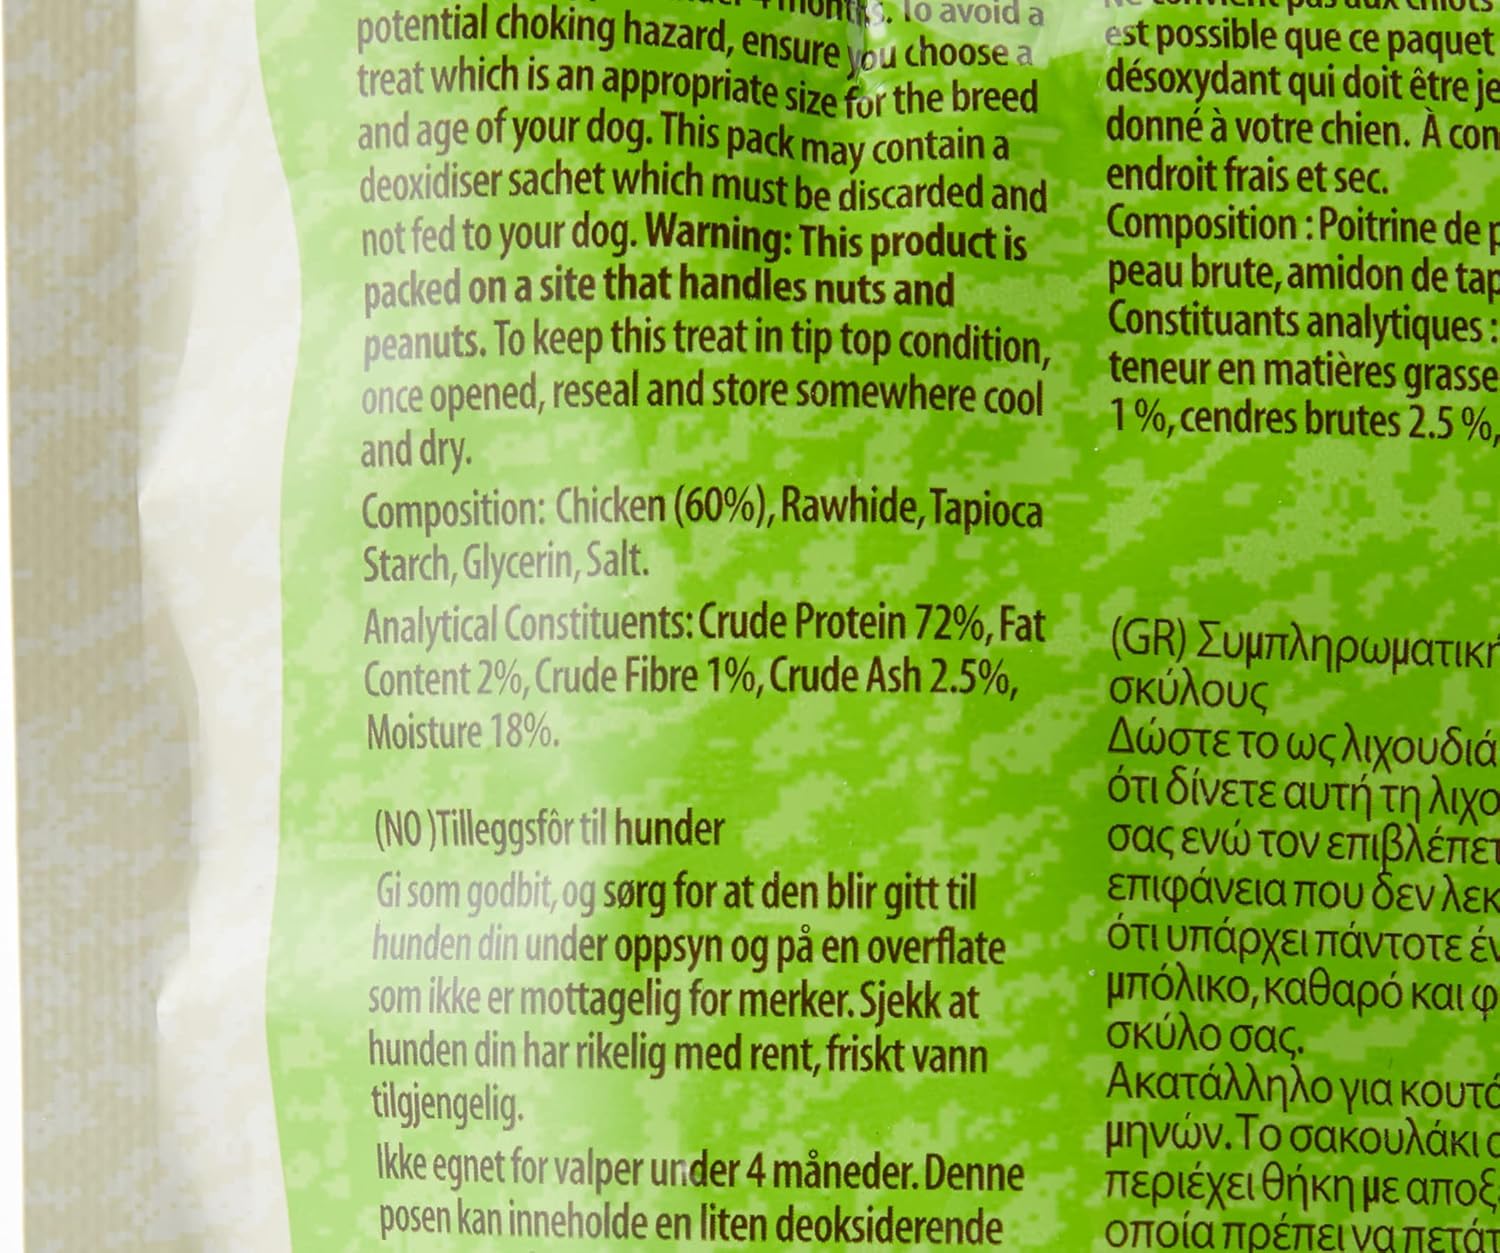 months. To avoid a
potential choking hazard, ensure you choose a
treat which is an appropriate size for the breed
and age of your dog. This pack may contain a
deoxidiser sachet which must be discarded and
not fed to your dog. Warning: This product is
packed on a site that handles nuts and
peanuts. To keep this treat in tip top condition,
once opened, reseal and store somewhere cool
and dry.
Composition: Chicken (60%), Rawhide, Tapioca
Starch, Glycerin, Salt.
Analytical Constituents: Crude Protein 72%, Fat
Content 2%, Crude Fibre 1%, Crude Ash 2.5%,
Moisture 18%.
(NO )Tilleggsfôr til hunder
Gi som godbit, og sørg for at den blir gitt til
hunden din under oppsyn og på en overflate
som ikke er mottagelig for merker. Sjekk at
hunden din har rikelig med rent, friskt vann
tilgjengelig.
Ikke egnet for valper under 4 måneder. Denne
posen kan inneholde en liten deoksiderende
Ne convient pas aux chiots
est possible que ce paquet
désoxydant qui doit être je
donné à votre chien. À con
endroit frais et sec.
Composition : Poitrine de p
peau brute, amidon de tap
Constituants analytiques :
teneur en matières grasse
1 %, cendres brutes 2.5 %,
(GR) Συμπληρωματική
σκύλους
Δώστε το ως λιχουδιά
ότι δίνετε αυτή τη λιχο
σας ενώ τον επιβλέπετ
επιφάνεια που δεν λεκ
ότι υπάρχει πάντοτε έν
μπόλικο, καθαρό και φ
σκύλο σας.
Ακατάλληλο για κουτά
μηνών. Το σακουλάκι α
περιέχει θήκη με αποξ
οποία πρέπει να πετάτ